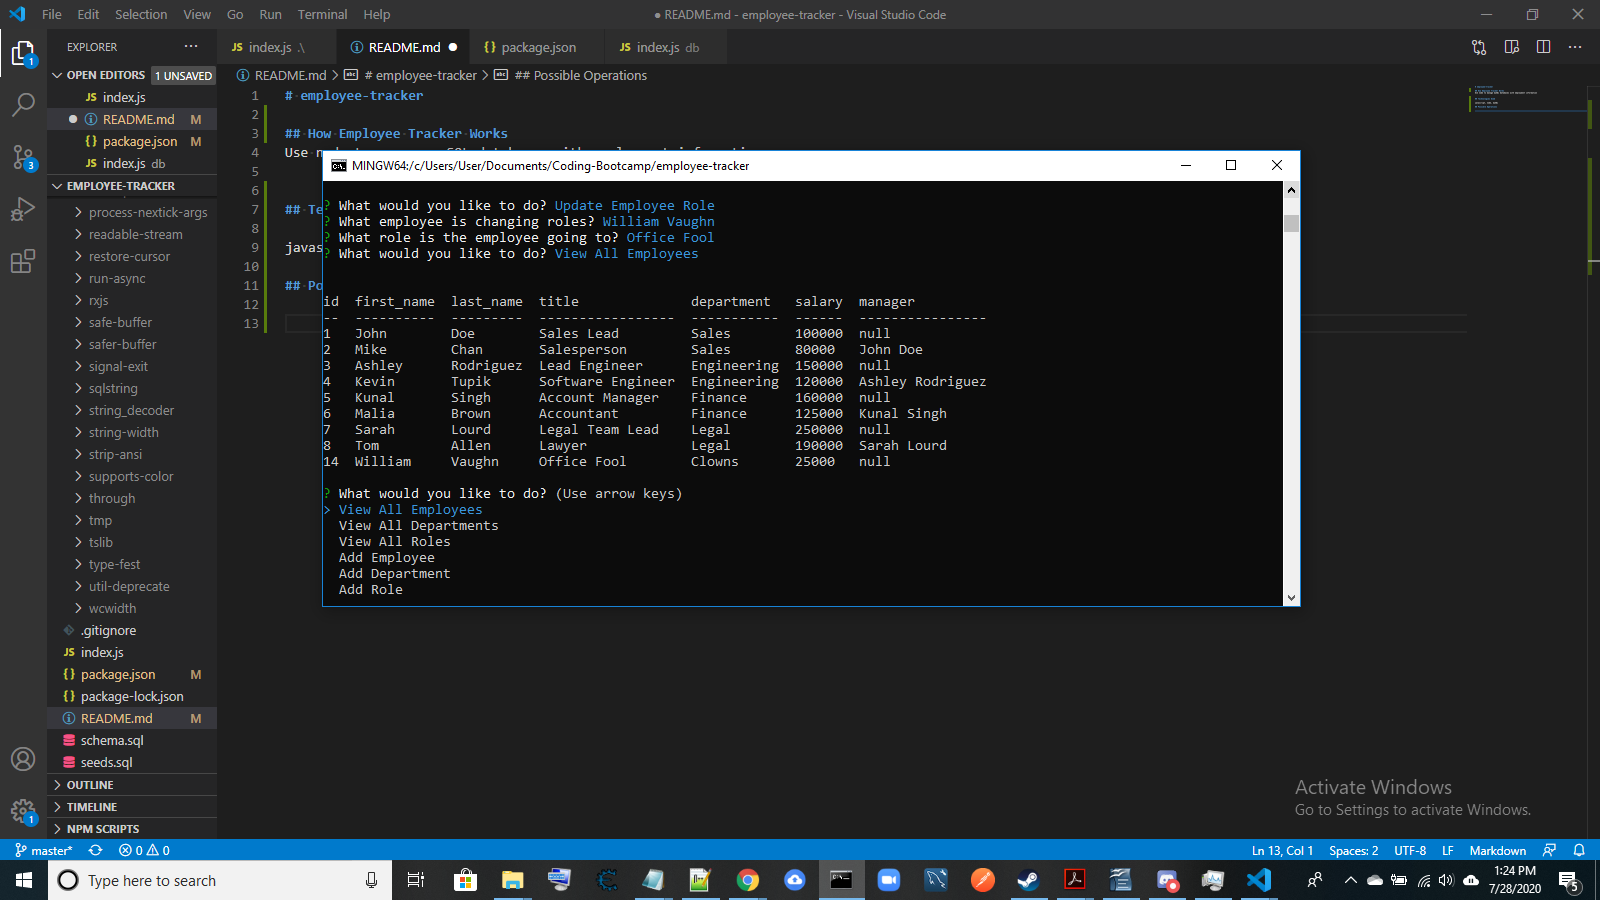 File Edit Selection View Go Run Terminal Help
● README.md - employee-tracker - Visual Studio Code
EXPLORER
OPEN EDITORS 1 UNSAVED
JS index.js
README.md M
{} package.json M
JS index.js db
EMPLOYEE-TRACKER
process-nextick-args
readable-stream
restore-cursor
run-async
rxjs
safe-buffer
safer-buffer
signal-exit
sqlstring
string_decoder
string-width
strip-ansi
supports-color
through
tmp
tslib
type-fest
util-deprecate
wcwidth
.gitignore
JS index.js
{} package.json M
{} package-lock.json
README.md M
schema.sql
seeds.sql
OUTLINE
TIMELINE
NPM SCRIPTS
JS index.js .\
README.md ●
{} package.json
JS index.js db
README.md > # employee-tracker > ## Possible Operations
1 # employee-tracker
2
3 ## How Employee Tracker Works
4
5
6
7 ## Te
8
9 javas
10
11 ## Po
12
13
MINGW64:/c/Users/User/Documents/Coding-Bootcamp/employee-tracker
? What would you like to do? Update Employee Role
? What employee is changing roles? William Vaughn
? What role is the employee going to? Office Fool
? What would you like to do? View All Employees
id first_name last_name title department salary manager
-- ---------- --------- ----------------- ----------- ------ ----------------
1 John Doe Sales Lead Sales 100000 null
2 Mike Chan Salesperson Sales 80000 John Doe
3 Ashley Rodriguez Lead Engineer Engineering 150000 null
4 Kevin Tupik Software Engineer Engineering 120000 Ashley Rodriguez
5 Kunal Singh Account Manager Finance 160000 null
6 Malia Brown Accountant Finance 125000 Kunal Singh
7 Sarah Lourd Legal Team Lead Legal 250000 null
8 Tom Allen Lawyer Legal 190000 Sarah Lourd
14 William Vaughn Office Fool Clowns 25000 null
? What would you like to do? (Use arrow keys)
> View All Employees
View All Departments
View All Roles
Add Employee
Add Department
Add Role
Activate Windows
Go to Settings to activate Windows.
master* 0 0
Ln 13, Col 1 Spaces: 2 UTF-8 LF Markdown
Type here to search
1:24 PM
7/28/2020
5